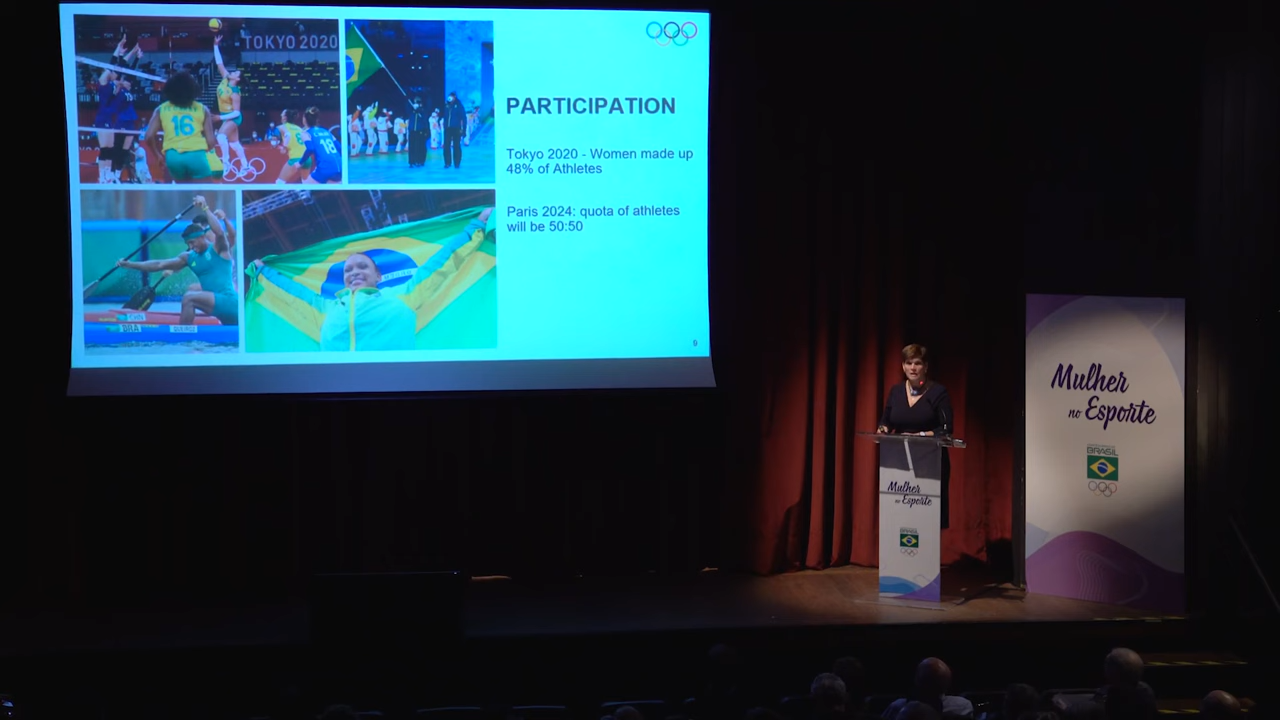 TOKYO 2020
16
18
PARTICIPATION
Tokyo 2020 - Women made up
48% of Athletes
Paris 2024: quota of athletes
will be 50:50
BRA
9
Mulher
no Esporte
BRASIL
Mulher
no Esporte